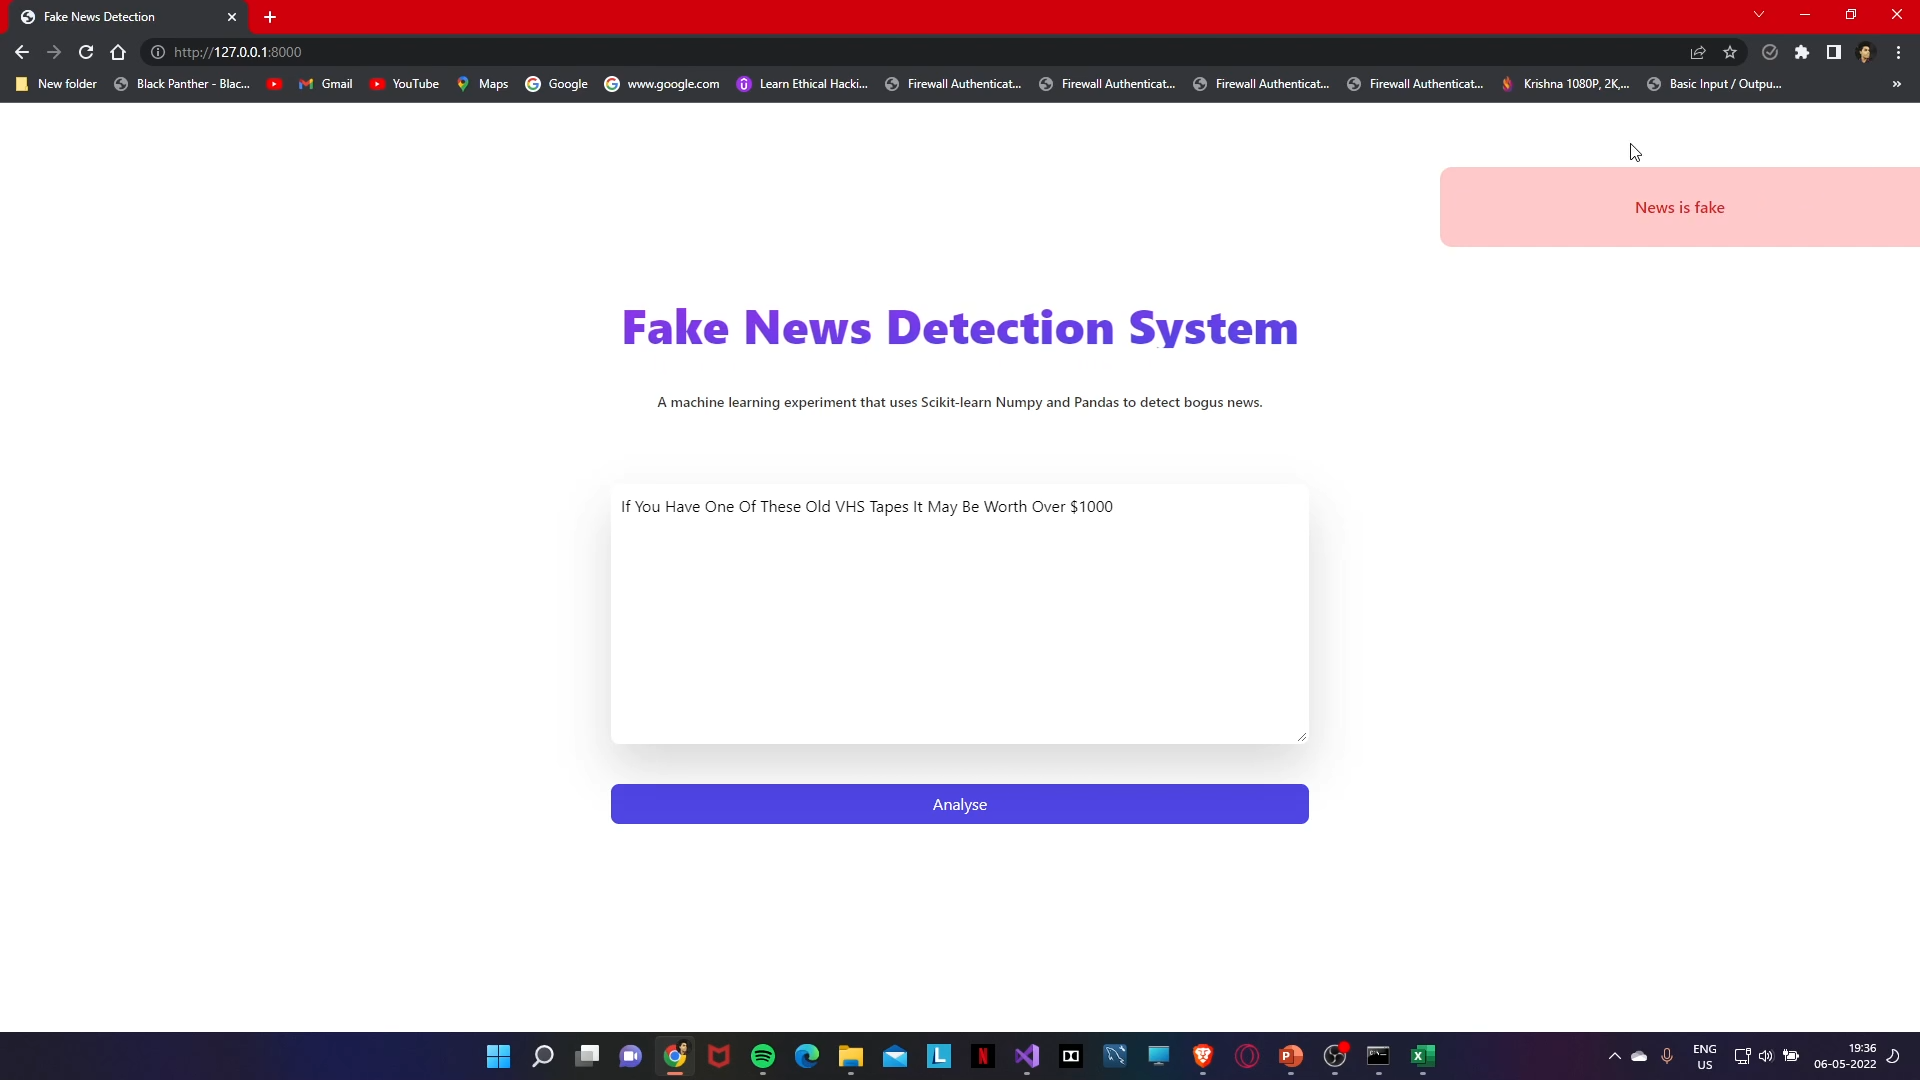 Fake News Detection
http://127.0.0.1:8000
New folder
Black Panther - Blac...
Gmail
YouTube
Maps
Google
www.google.com
Learn Ethical Hacki...
Firewall Authenticat...
Firewall Authenticat...
Firewall Authenticat...
Firewall Authenticat...
Krishna 1080P, 2K,...
Basic Input / Outpu...
»
News is fake
Fake News Detection System
A machine learning experiment that uses Scikit-learn Numpy and Pandas to detect bogus news.
If You Have One Of These Old VHS Tapes It May Be Worth Over $1000
Analyse
ENG
US
19:36
06-05-2022